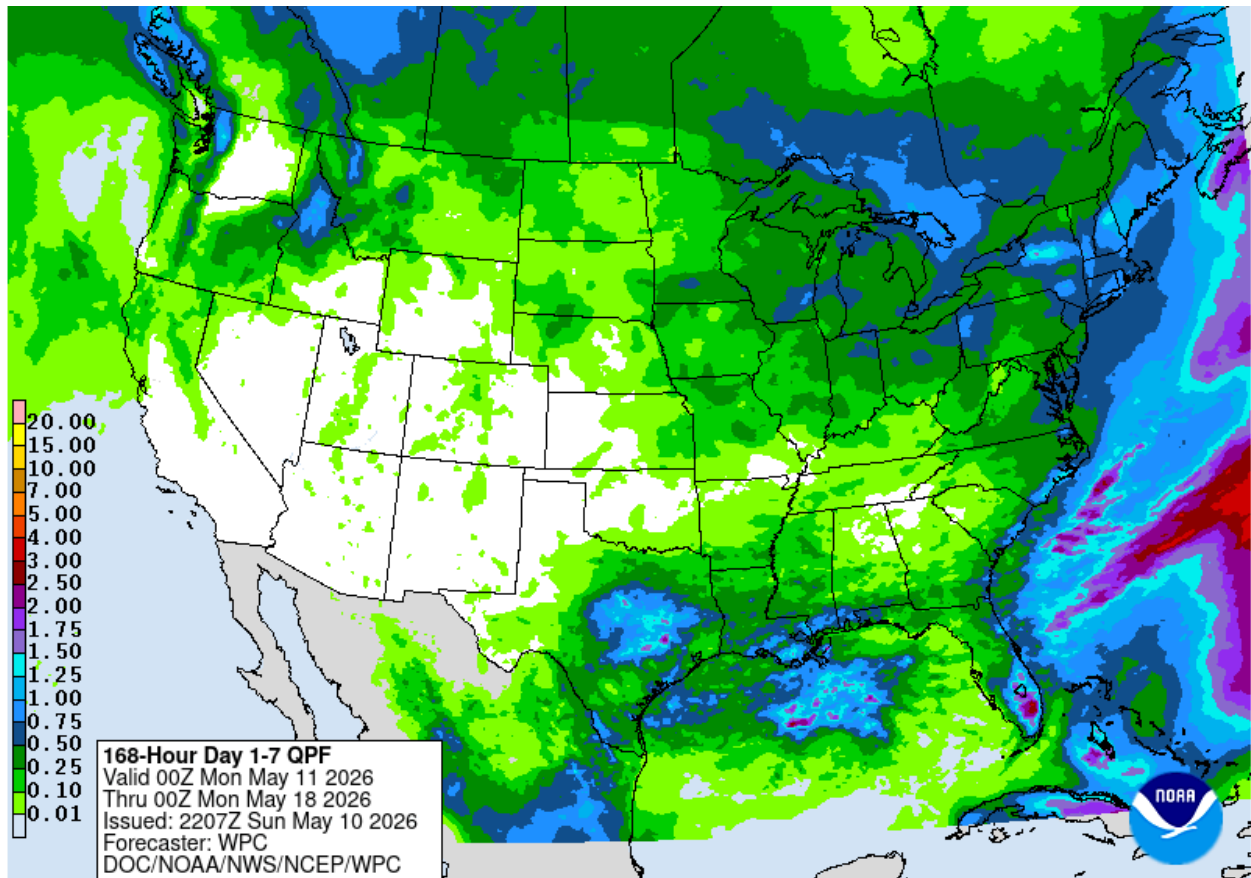 20.00
15.00
10.00
7.00
5.00
4.00
3.00
2.50
2.00
1.75
1.50
1.25
1.00
0.75
0.50
0.25
0.10
0.01
168-Hour Day 1-7 QPF
Valid 00Z Mon May 11 2026
Thru 00Z Mon May 18 2026
Issued: 2207Z Sun May 10 2026
Forecaster: WPC
DOC/NOAA/NWS/NCEP/WPC
NOAA